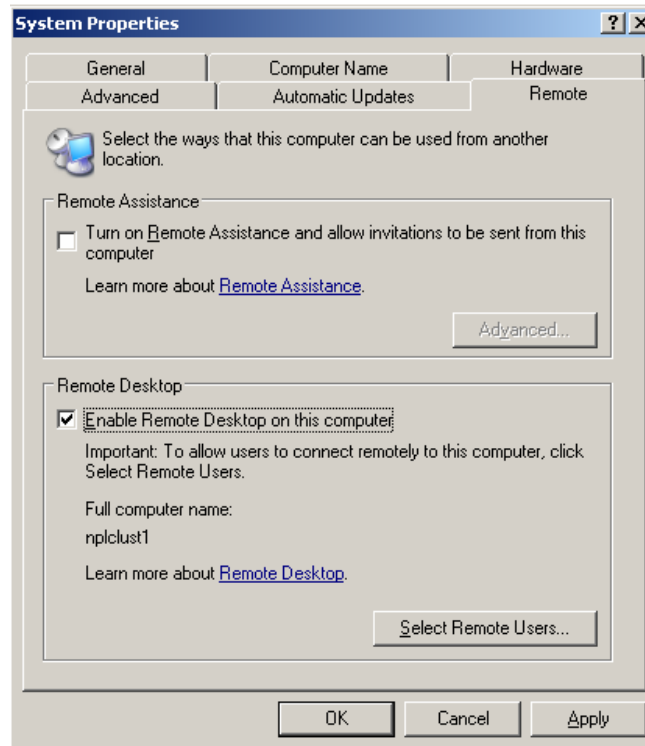 System Properties
General
Computer Name
Hardware
Advanced
Automatic Updates
Remote
Select the ways that this computer can be used from another
location.
Remote Assistance
Turn on Remote Assistance and allow invitations to be sent from this
computer
Learn more about Remote Assistance.
Advanced...
Remote Desktop
Enable Remote Desktop on this computer
Important: To allow users to connect remotely to this computer, click
Select Remote Users.
Full computer name:
nplclust1
Learn more about Remote Desktop.
Select Remote Users...
OK
Cancel
Apply